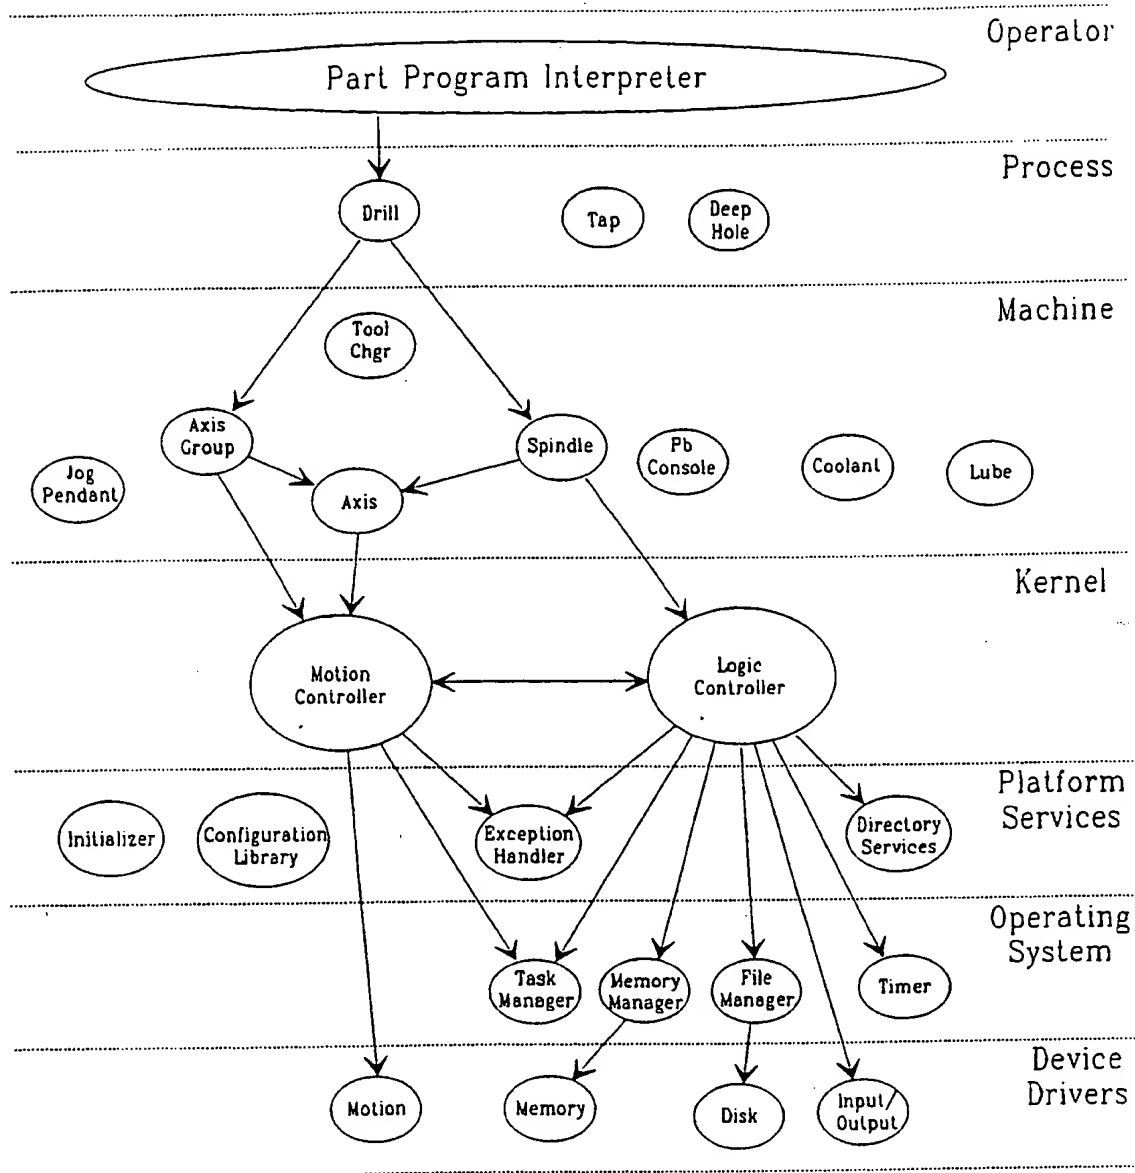 Operator
Part Program Interpreter
Process
Drill
Tap
Deep
Hole
Machine
Tool
Chgr
Axis
Group
Spindle
Pb
Console
Coolant
Lube
Jog
Pendant
Axis
Kernel
Motion
Controller
Logic
Controller
Platform
Services
Initializer
Configuration
Library
Exception
Handler
Directory
Services
Operating
System
Task
Manager
Memory
Manager
File
Manager
Timer
Device
Drivers
Motion
Memory
Disk
Input/
Output